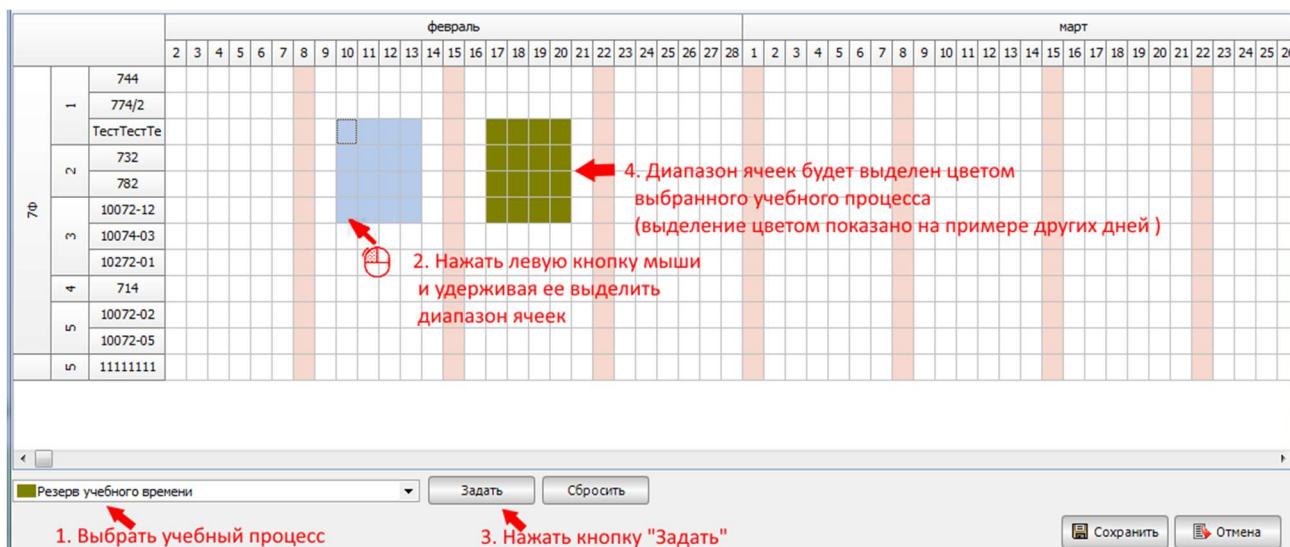 февраль март
2 3 4 5 6 7 8 9 10 11 12 13 14 15 16 17 18 19 20 21 22 23 24 25 26 27 28 1 2 3 4 5 6 7 8 9 10 11 12 13 14 15 16 17 18 19 20 21 22 23 24 25
7Ф
1
744
774/2
ТестТестТе
2
732
782
3
10072-12
10074-03
10272-01
4
714
5
10072-02
10072-05
5
11111111
4. Диапазон ячеек будет выделен цветом
выбранного учебного процесса
(выделение цветом показано на примере других дней )
2. Нажать левую кнопку мыши
и удерживая ее выделить
диапазон ячеек
Резерв учебного времени
Задать
Сбросить
1. Выбрать учебный процесс
3. Нажать кнопку "Задать"
Сохранить
Отмена